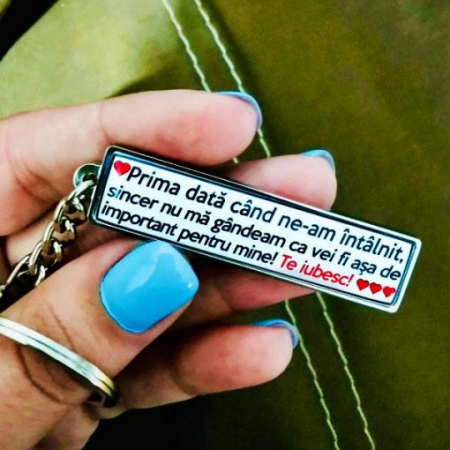 ❤Prima dată când ne-am întâlnit,
sincer nu mă gândeam ca vei fi așa de
important pentru mine! Te iubesc! ❤❤❤